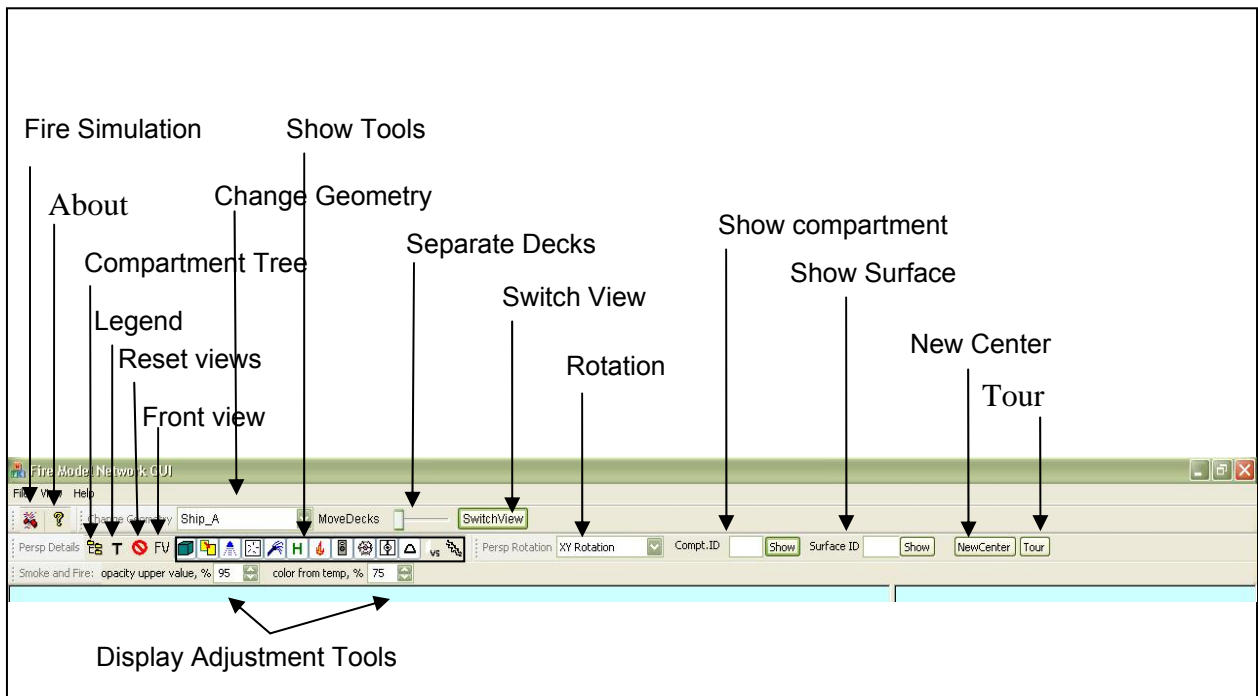 Fire Simulation
Show Tools
About
Change Geometry
Separate Decks
Show compartment
Compartment Tree
Show Surface
Switch View
Legend
New Center
Reset views
Rotation
Tour
Front view
Fire Model Network GUI
File View Help
Change Geometry Ship_A MoveDecks SwitchView
Persp Details T FV H vs Persp Rotation XY Rotation Compt.ID Show Surface ID Show NewCenter Tour
Smoke and Fire: opacity upper value, % 95 color from temp, % 75
Display Adjustment Tools